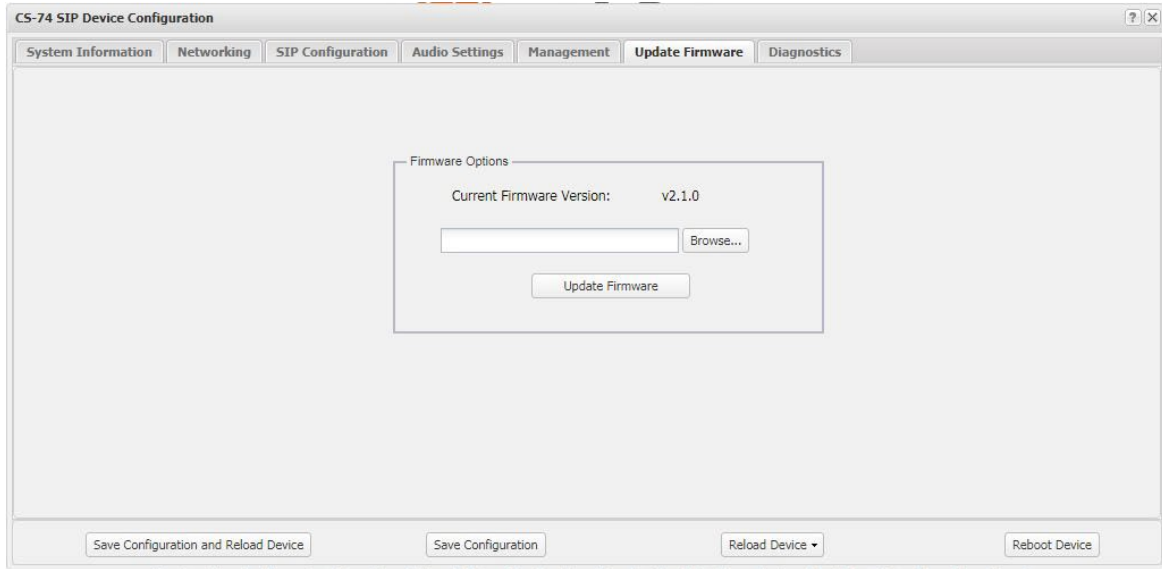 CS-74 SIP Device Configuration ?
System Information Networking SIP Configuration Audio Settings Management Update Firmware Diagnostics
Firmware Options
Current Firmware Version: v2.1.0
Browse...
Update Firmware
Save Configuration and Reload Device Save Configuration Reload Device Reboot Device